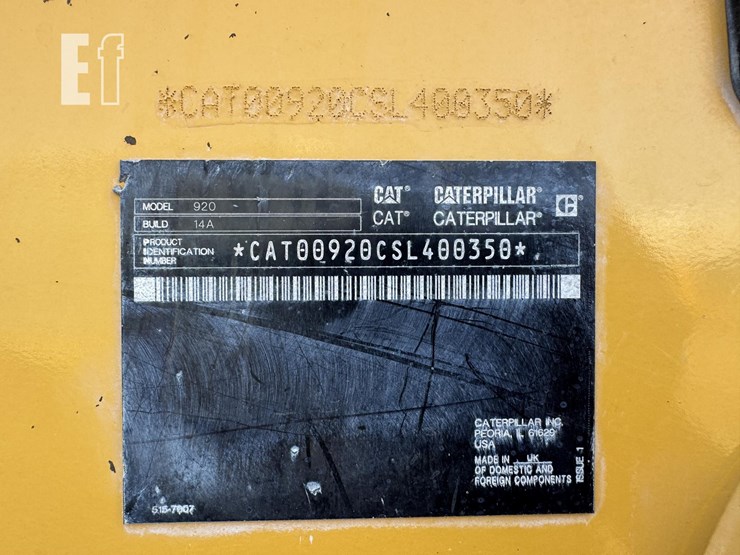 Ef
*CAT00920CSL400350*
CAT® CATERPILLAR®
MODEL 920
CAT® CATERPILLAR®
BUILD 14A
PRODUCT
IDENTIFICATION
NUMBER
*CAT00920CSL400350*
CATERPILLAR INC.
PEORIA, IL 61629
USA
MADE IN UK
OF DOMESTIC AND
FOREIGN COMPONENTS
ISSUE 1
515-7807